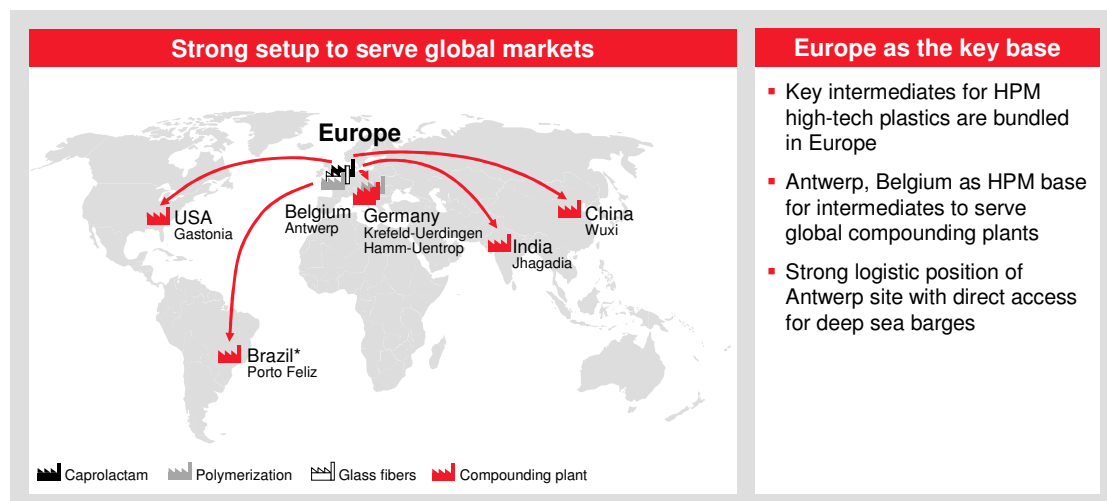 Strong setup to serve global markets
Europe
USA
Gastonia
Belgium
Antwerp
Germany
Krefeld-Uerdingen
Hamm-Uentrop
India
Jhagadia
China
Wuxi
Brazil*
Porto Feliz
Caprolactam
Polymerization
Glass fibers
Compounding plant
Europe as the key base
▪ Key intermediates for HPM
high-tech plastics are bundled
in Europe
▪ Antwerp, Belgium as HPM base
for intermediates to serve
global compounding plants
▪ Strong logistic position of
Antwerp site with direct access
for deep sea barges